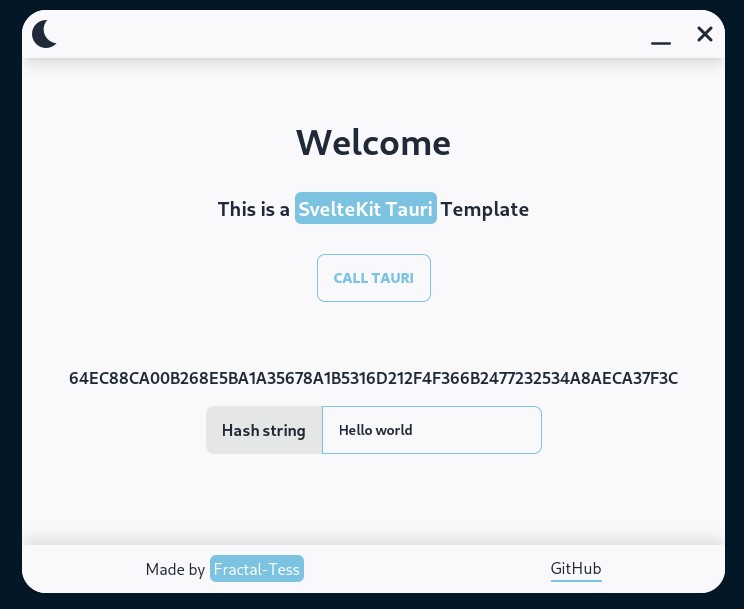 Welcome
This is a SvelteKit Tauri Template
CALL TAURI
64EC88CA00B268E5BA1A35678A1B5316D212F4F366B2477232534A8AECA37F3C
Hash string Hello world
Made by Fractal-Tess GitHub